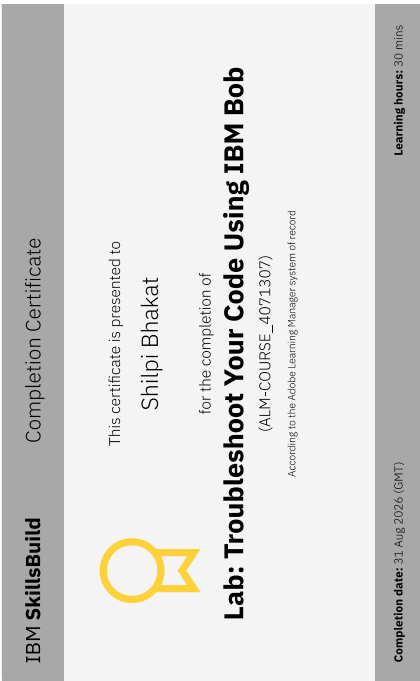 IBM SkillsBuild
Completion Certificate
This certificate is presented to
Shilpi Bhakat
for the completion of
Lab: Troubleshoot Your Code Using IBM Bob
(ALM-COURSE_4071307)
According to the Adobe Learning Manager system of record
Completion date: 31 Aug 2026 (GMT)
Learning hours: 30 mins